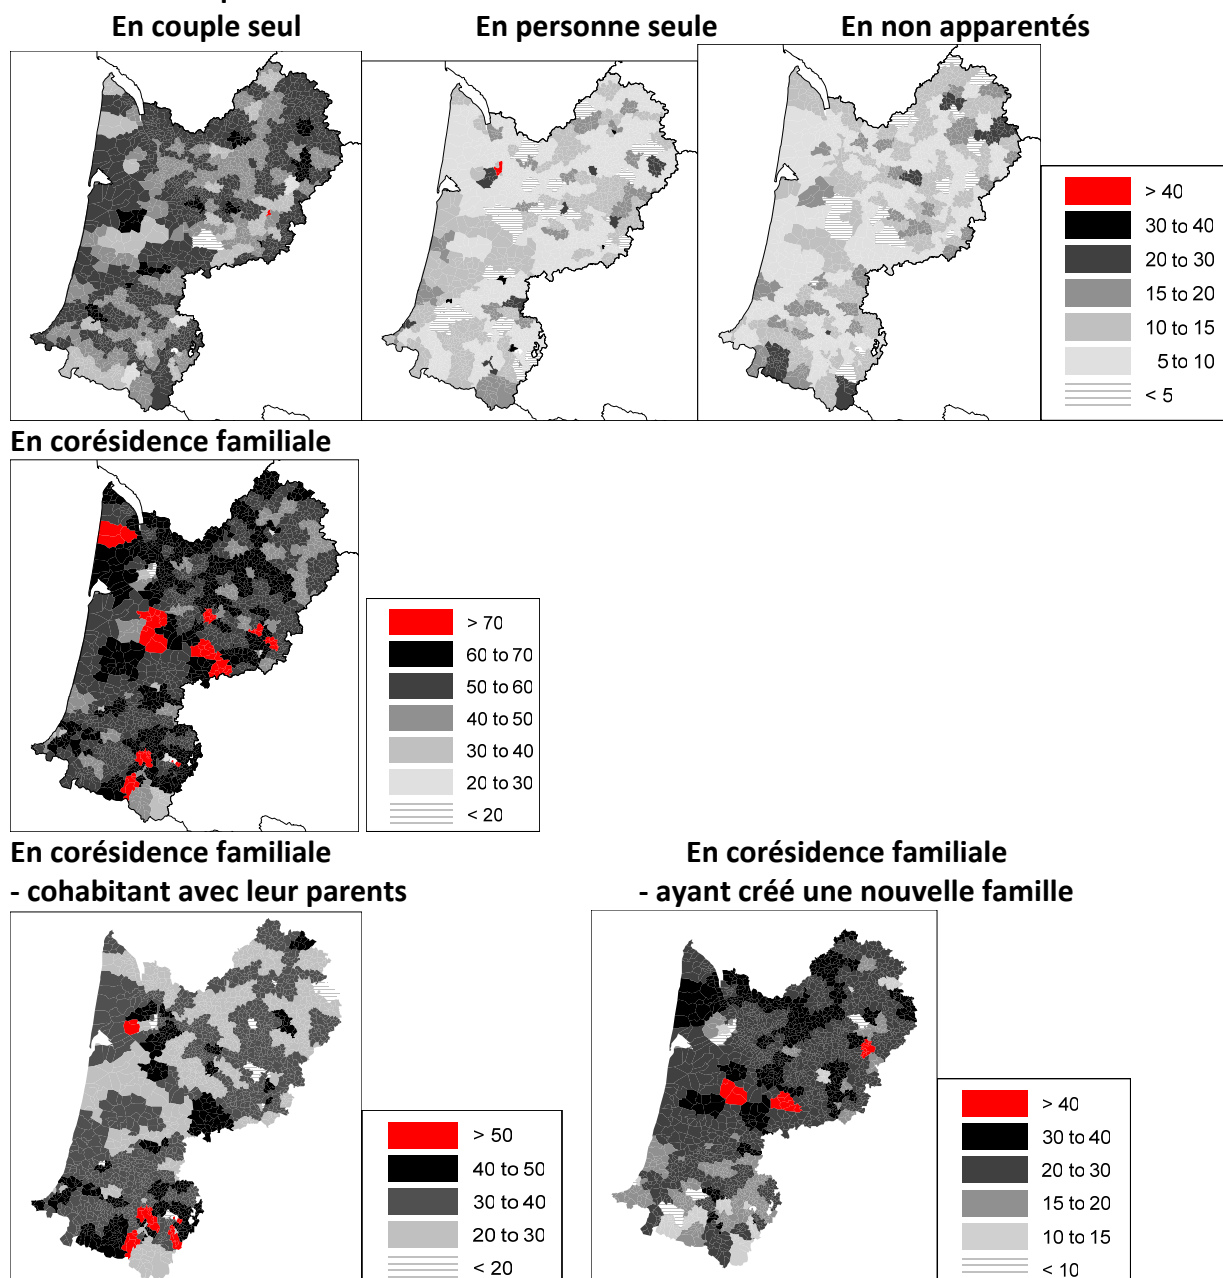 En couple seul
En personne seule
En non apparentés
> 40
30 to 40
20 to 30
15 to 20
10 to 15
5 to 10
< 5
En corésidence familiale
> 70
60 to 70
50 to 60
40 to 50
30 to 40
20 to 30
< 20
En corésidence familiale
- cohabitant avec leur parents
En corésidence familiale
- ayant créé une nouvelle famille
> 50
40 to 50
30 to 40
20 to 30
< 20
> 40
30 to 40
20 to 30
15 to 20
10 to 15
< 10